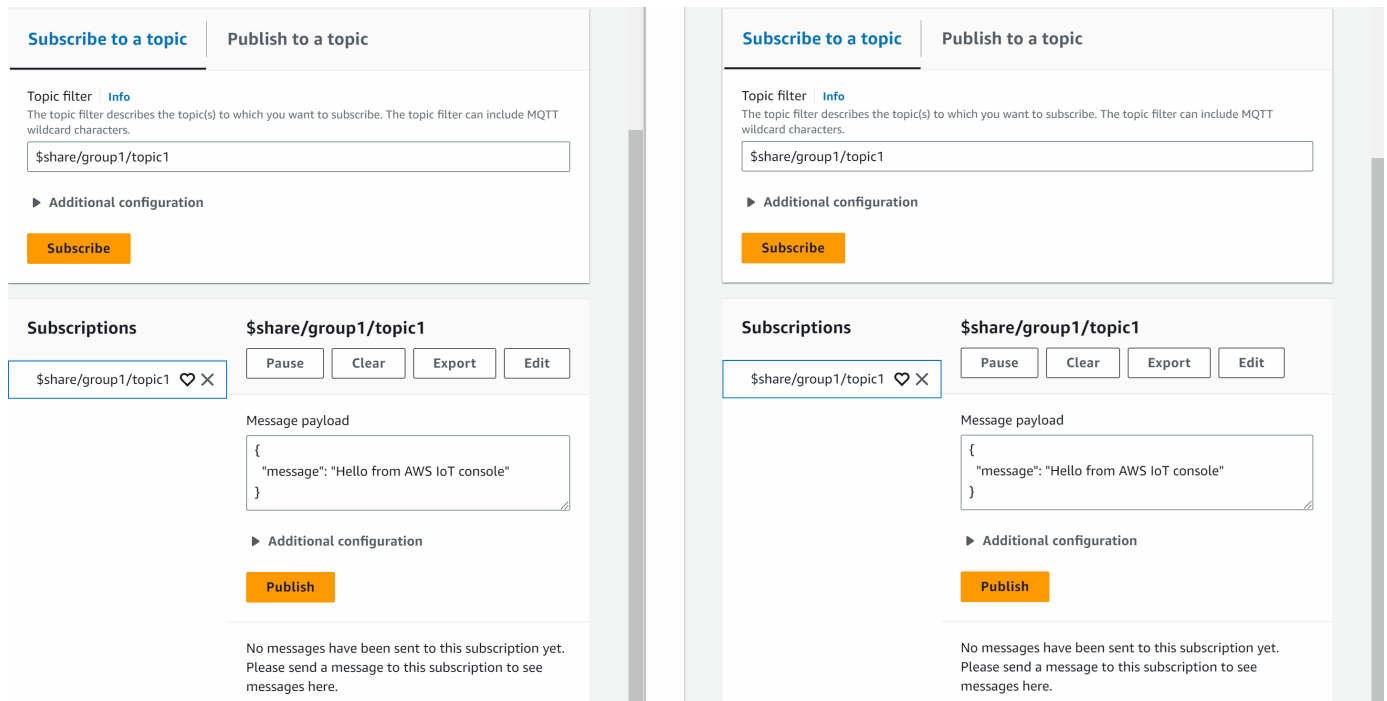 Subscribe to a topic
Publish to a topic
Topic filter
Info
The topic filter describes the topic(s) to which you want to subscribe. The topic filter can include MQTT
wildcard characters.
$share/group1/topic1
Additional configuration
Subscribe
Subscriptions
$share/group1/topic1
$share/group1/topic1
Pause
Clear
Export
Edit
Message payload
{
"message": "Hello from AWS IoT console"
}
Additional configuration
Publish
No messages have been sent to this subscription yet.
Please send a message to this subscription to see
messages here.
Subscribe to a topic
Publish to a topic
Topic filter
Info
The topic filter describes the topic(s) to which you want to subscribe. The topic filter can include MQTT
wildcard characters.
$share/group1/topic1
Additional configuration
Subscribe
Subscriptions
$share/group1/topic1
$share/group1/topic1
Pause
Clear
Export
Edit
Message payload
{
"message": "Hello from AWS IoT console"
}
Additional configuration
Publish
No messages have been sent to this subscription yet.
Please send a message to this subscription to see
messages here.